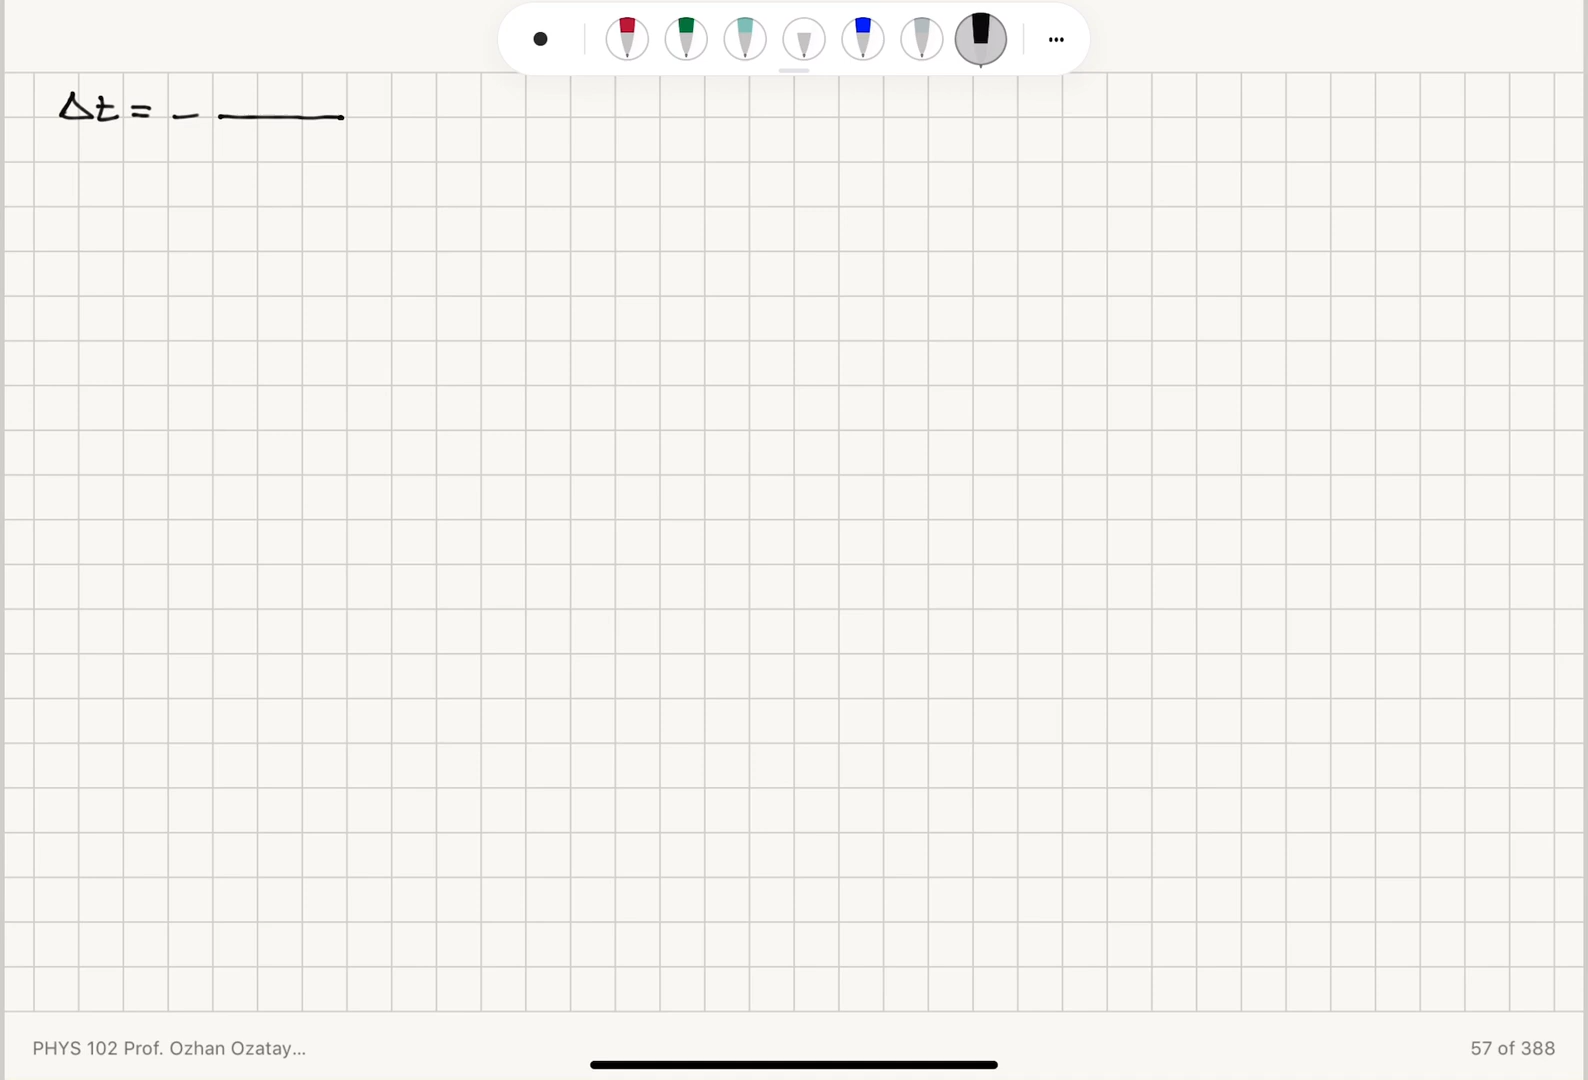 Δt = −
PHYS 102 Prof. Ozhan Ozatay...
57 of 388